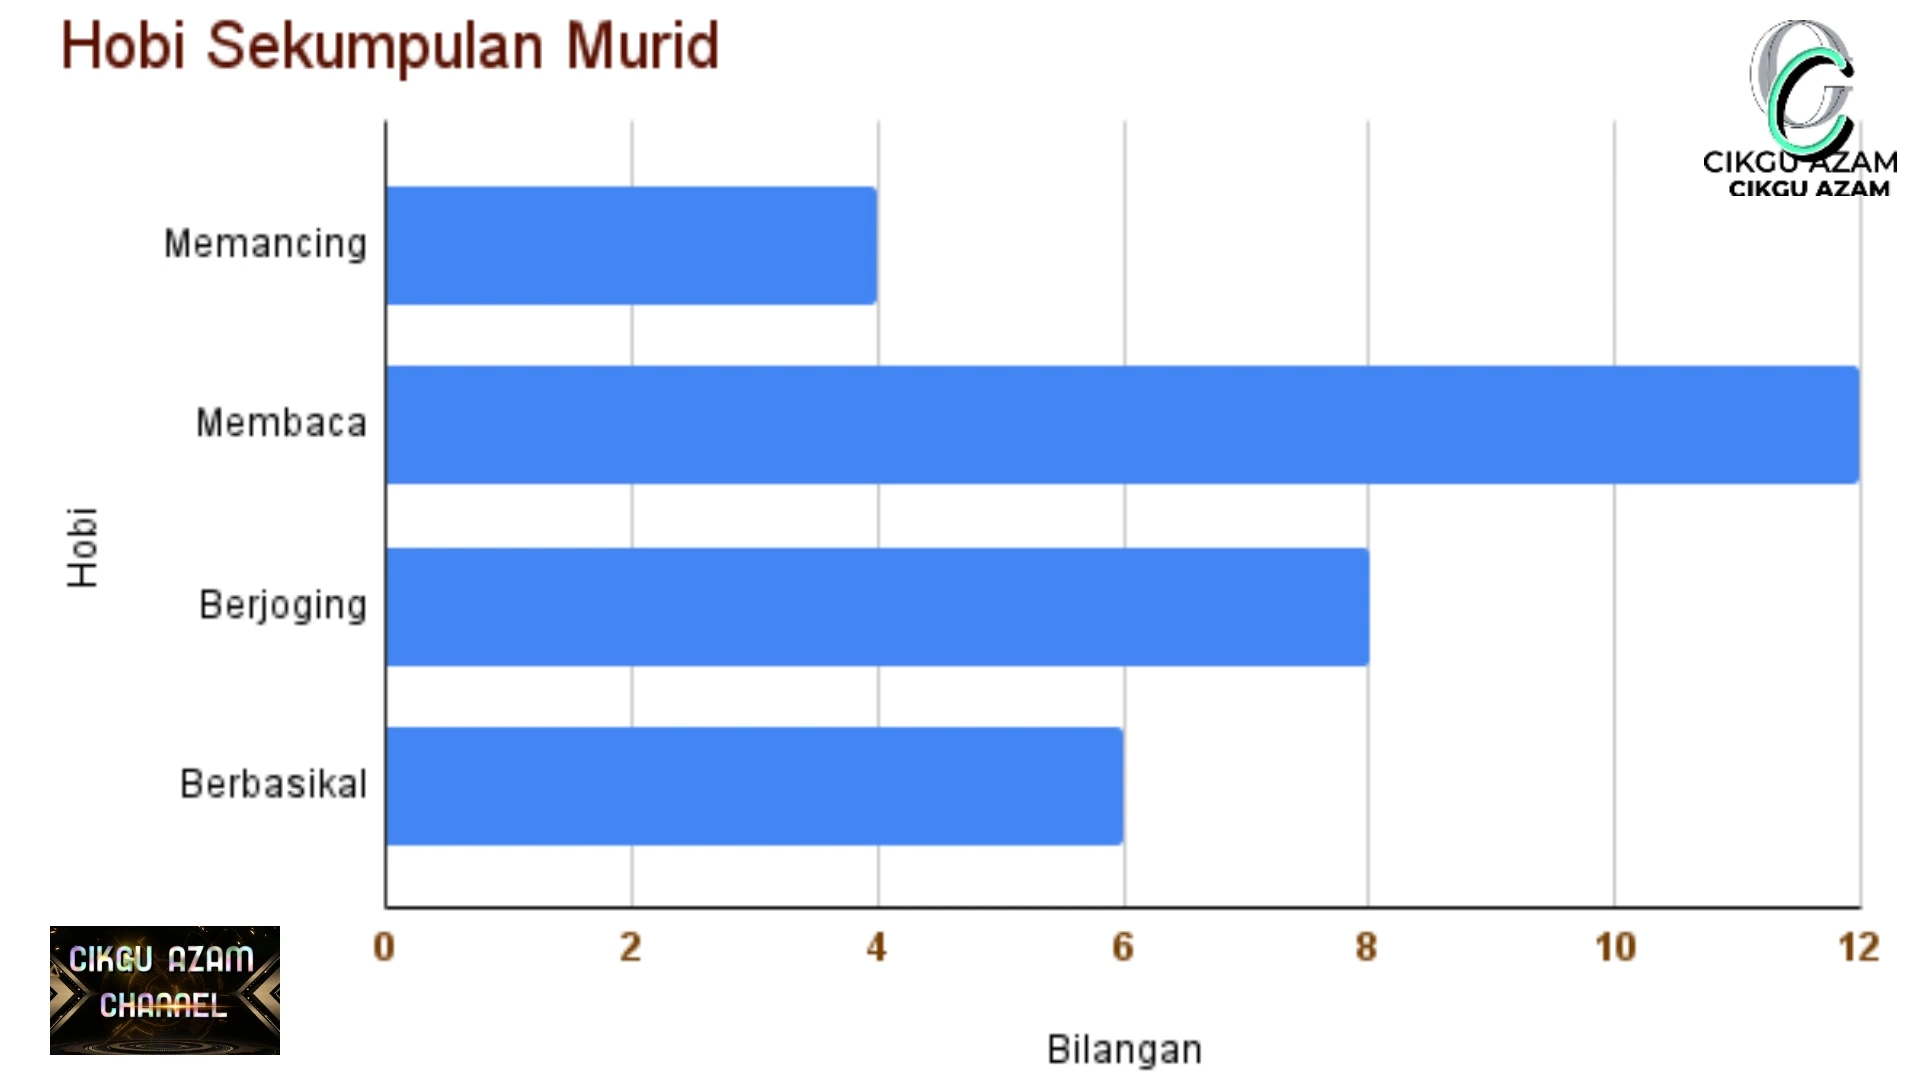 Hobi Sekumpulan Murid
CIKGU AZAM
CIKGU AZAM
Memancing
Membaca
Hobi
Berjoging
Berbasikal
0 2 4 6 8 10 12
Bilangan
CIKGU AZAM
CHANNEL